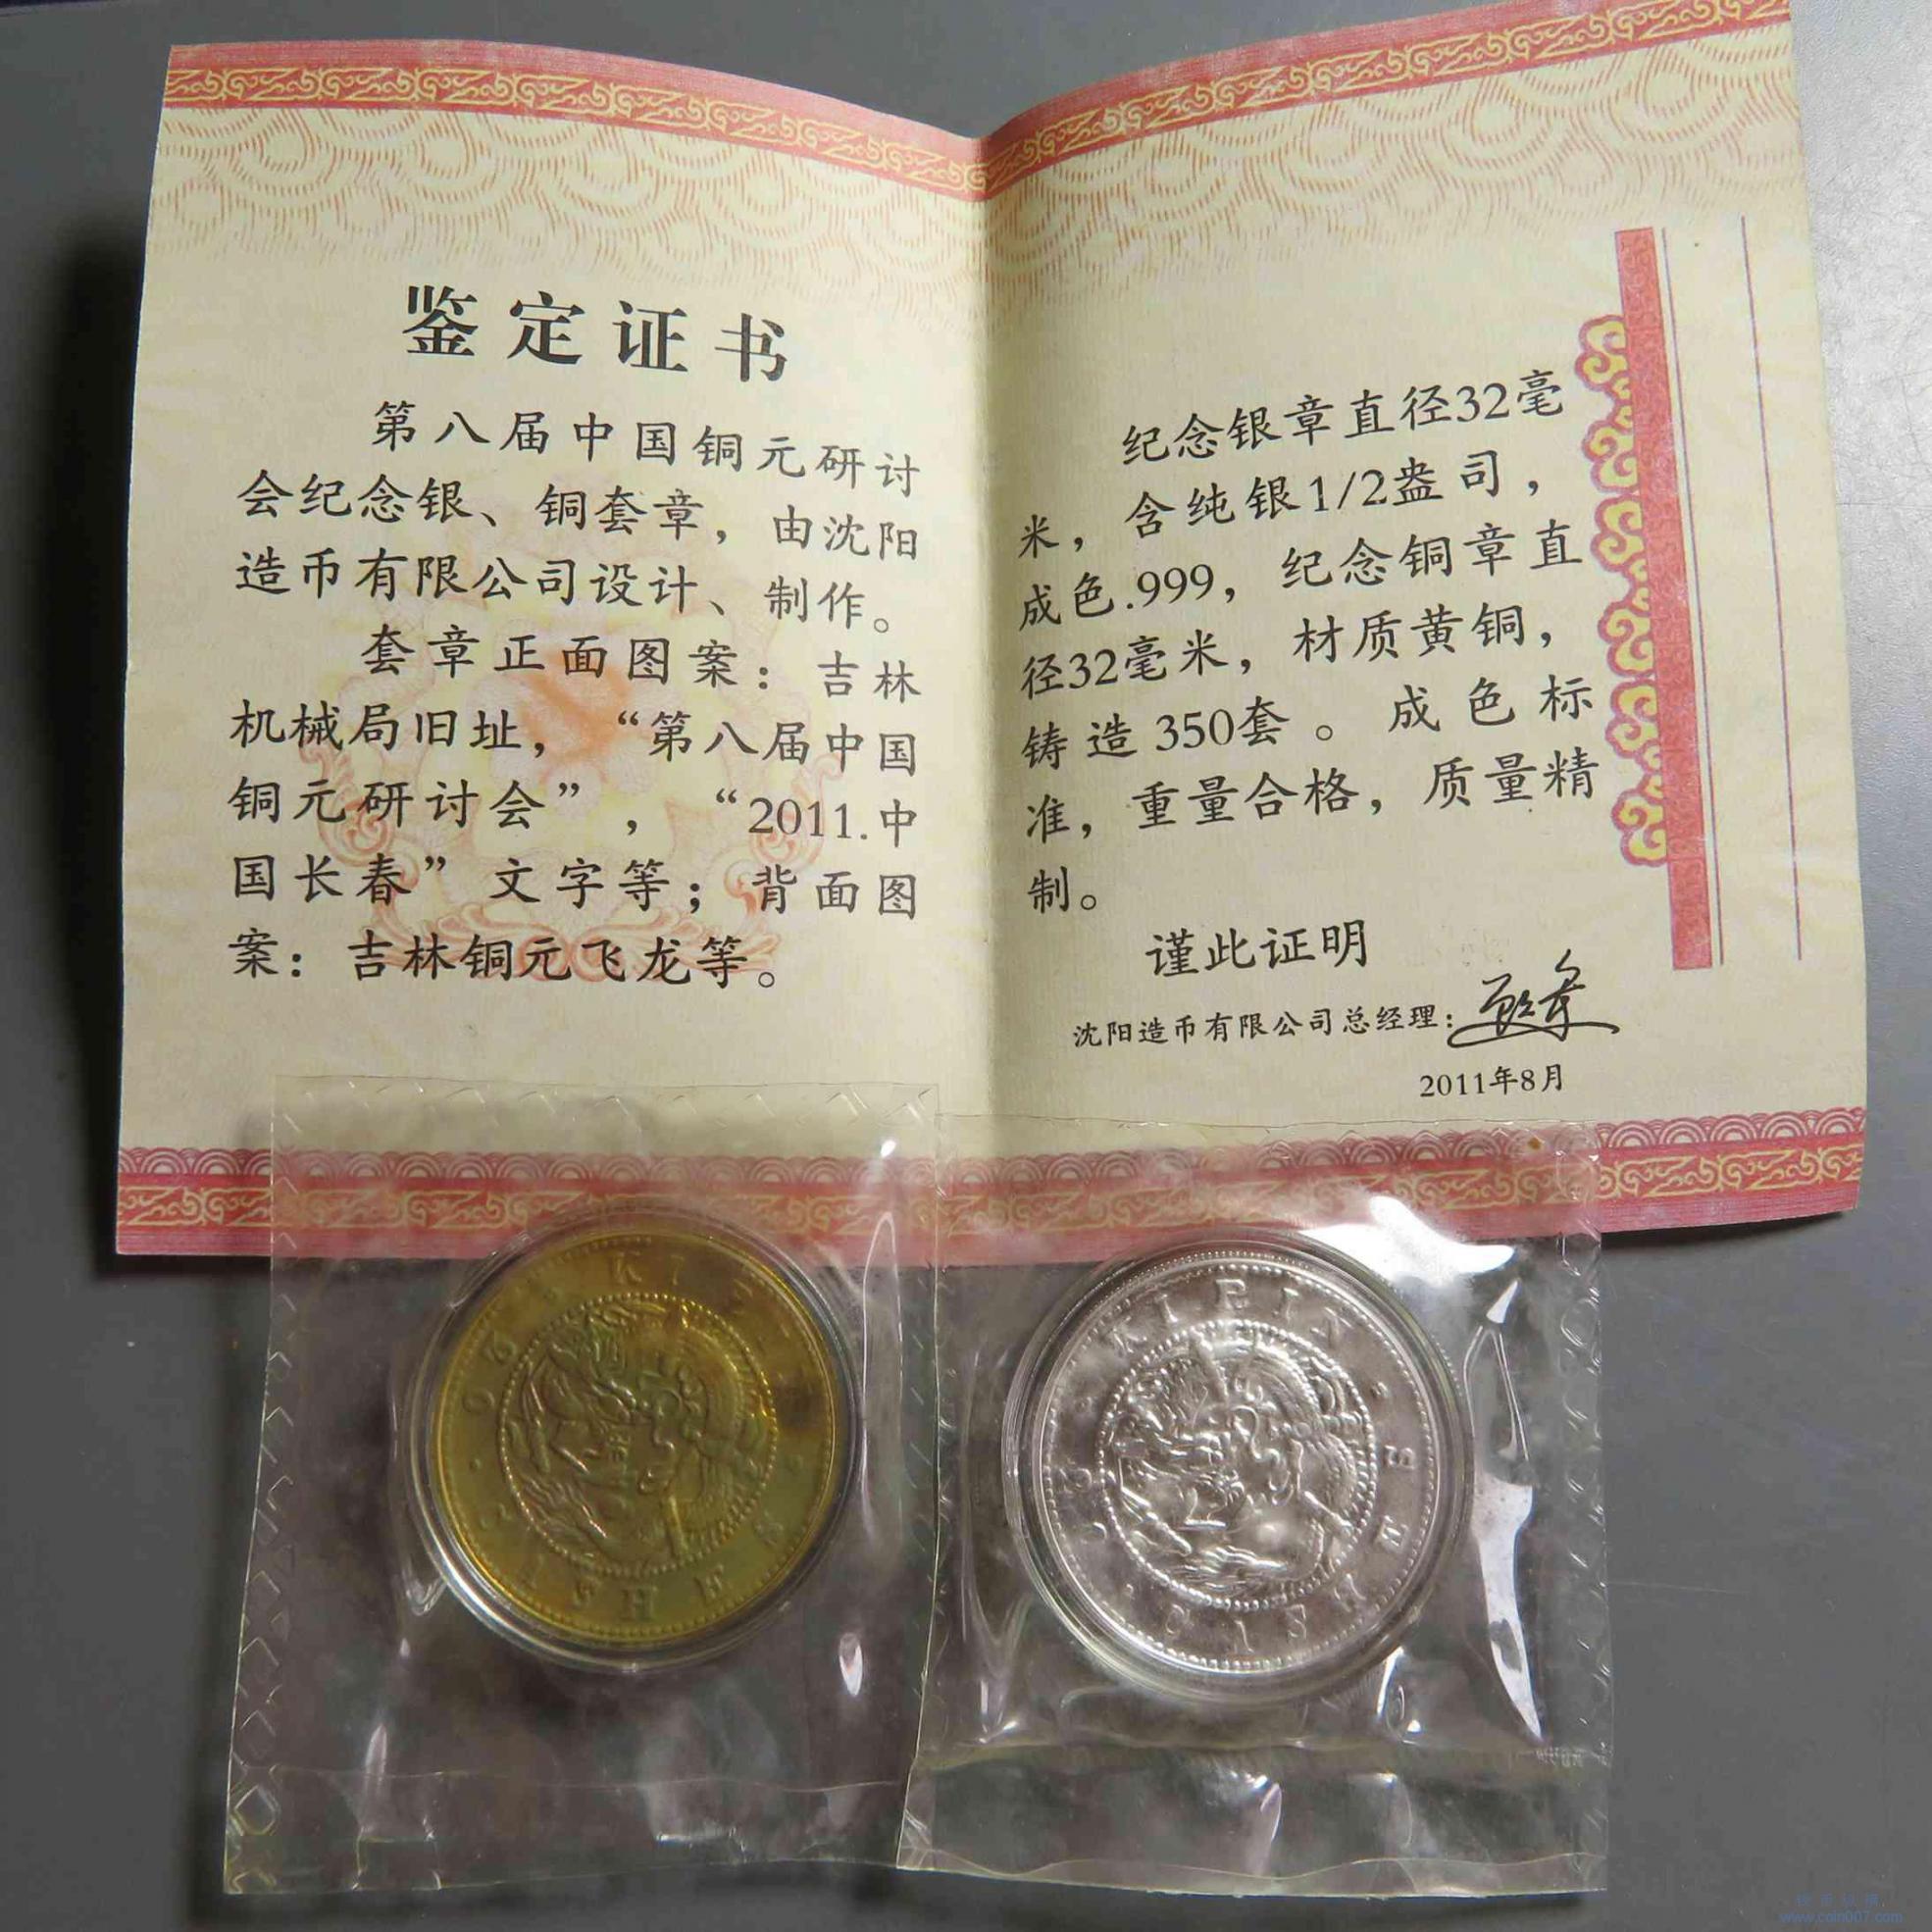 鉴定证书
第八届中国铜元研讨
会纪念银、铜套章，由沈阳
造币有限公司设计、制作。
套章正面图案：吉林
机械局旧址，“第八届中国
铜元研讨会”，“2011.中
国长春”文字等；背面图
案：吉林铜元飞龙等。
纪念银章直径32毫
米，含纯银1/2盎司，
成色.999，纪念铜章直
径32毫米，材质黄铜，
铸造350套。成色标
准，重量合格，质量精
制。
谨此证明
沈阳造币有限公司总经理：
2011年8月
KIRIN
www.coin007.com